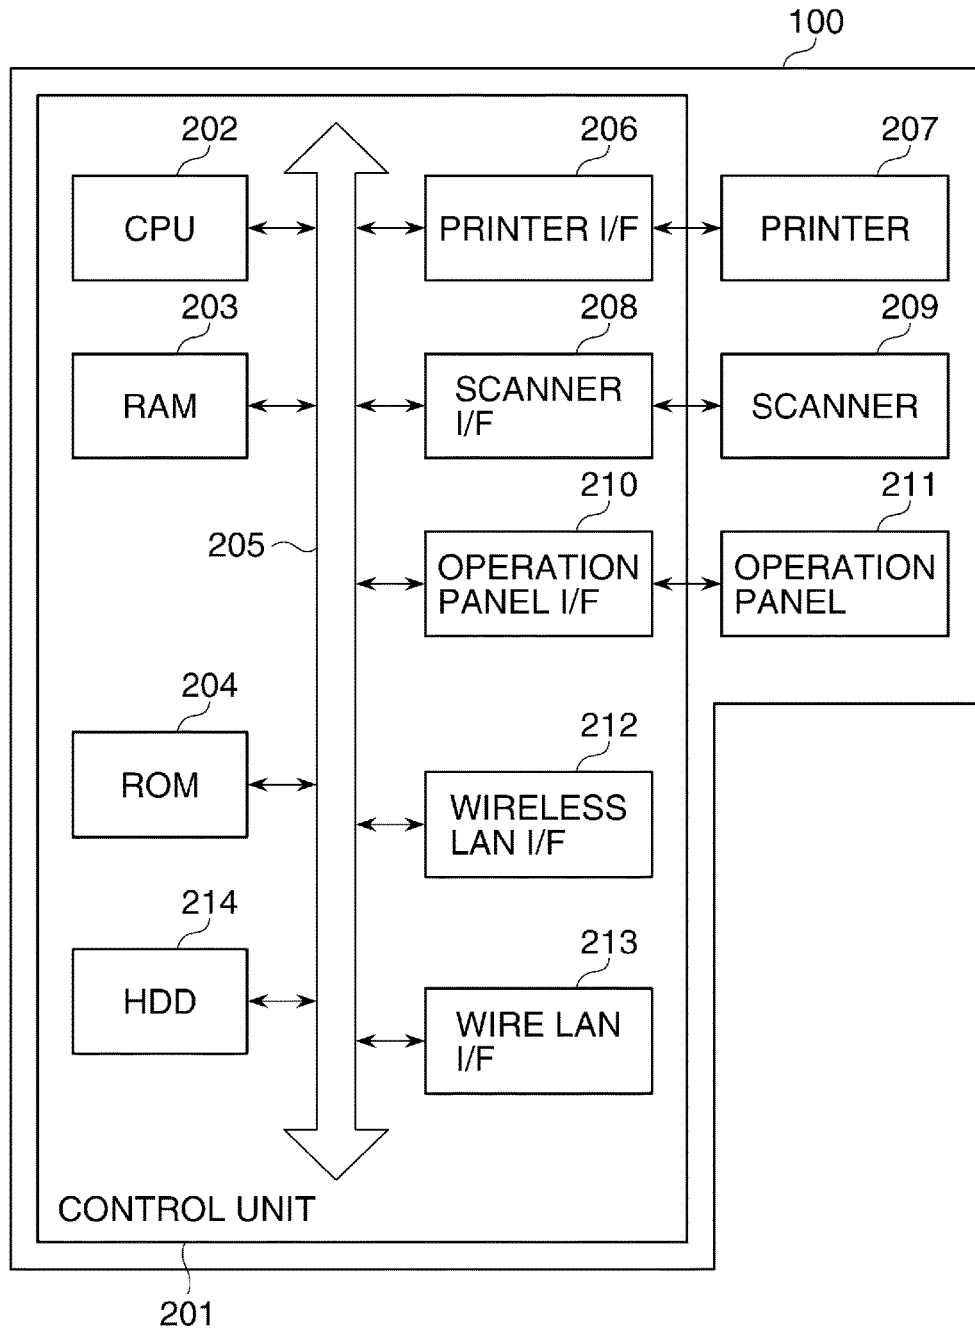 100
202
206
207
CPU
PRINTER I/F
PRINTER
203
208
209
RAM
SCANNER
I/F
SCANNER
210
211
205
OPERATION
PANEL I/F
OPERATION
PANEL
204
212
ROM
WIRELESS
LAN I/F
214
213
HDD
WIRE LAN
I/F
CONTROL UNIT
201